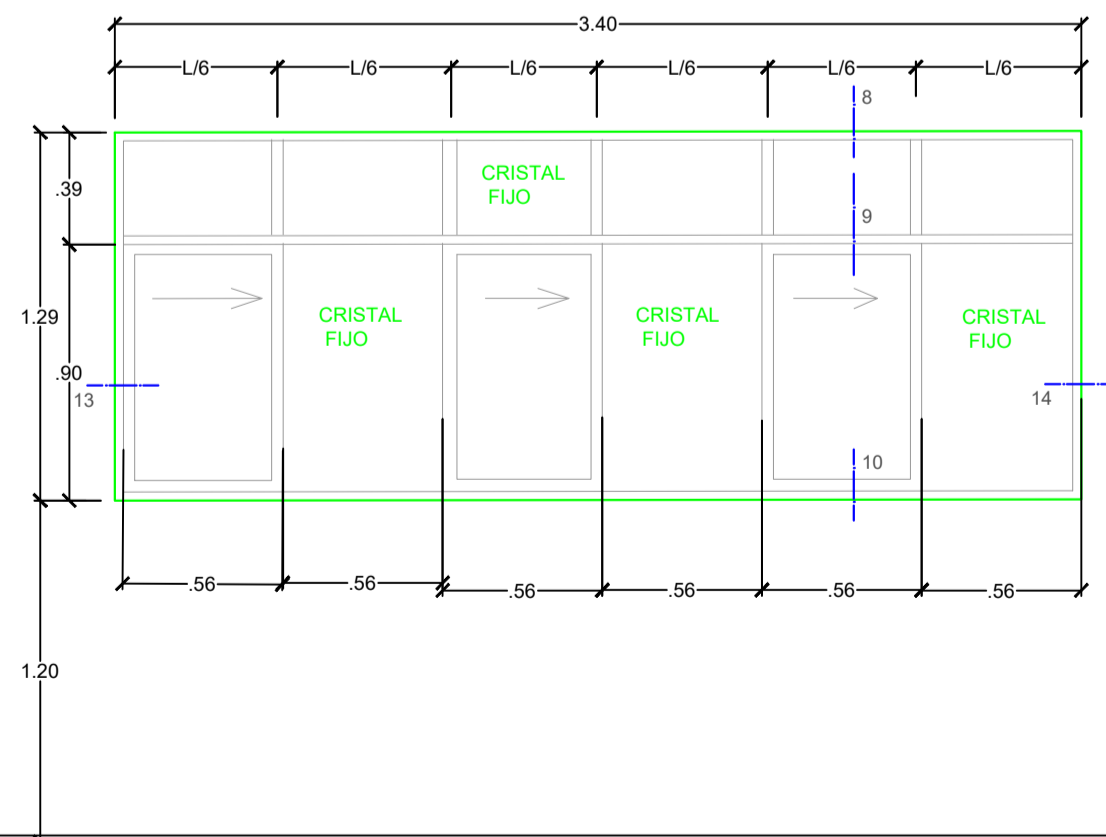 3.40
L/6 L/6 L/6 L/6 L/6 L/6
8
CRISTAL
FIJO
.39
9
1.29
CRISTAL
FIJO
CRISTAL
FIJO
CRISTAL
FIJO
.90
13
14
10
.56 .56 .56 .56 .56 .56
1.20